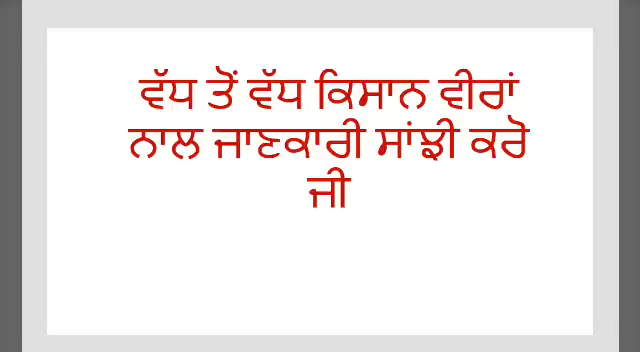 ਵੱਧ ਤੋਂ ਵੱਧ ਕਿਸਾਨ ਵੀਰਾਂ
ਨਾਲ ਜਾਣਕਾਰੀ ਸਾਂਝੀ ਕਰੋ
ਜੀ